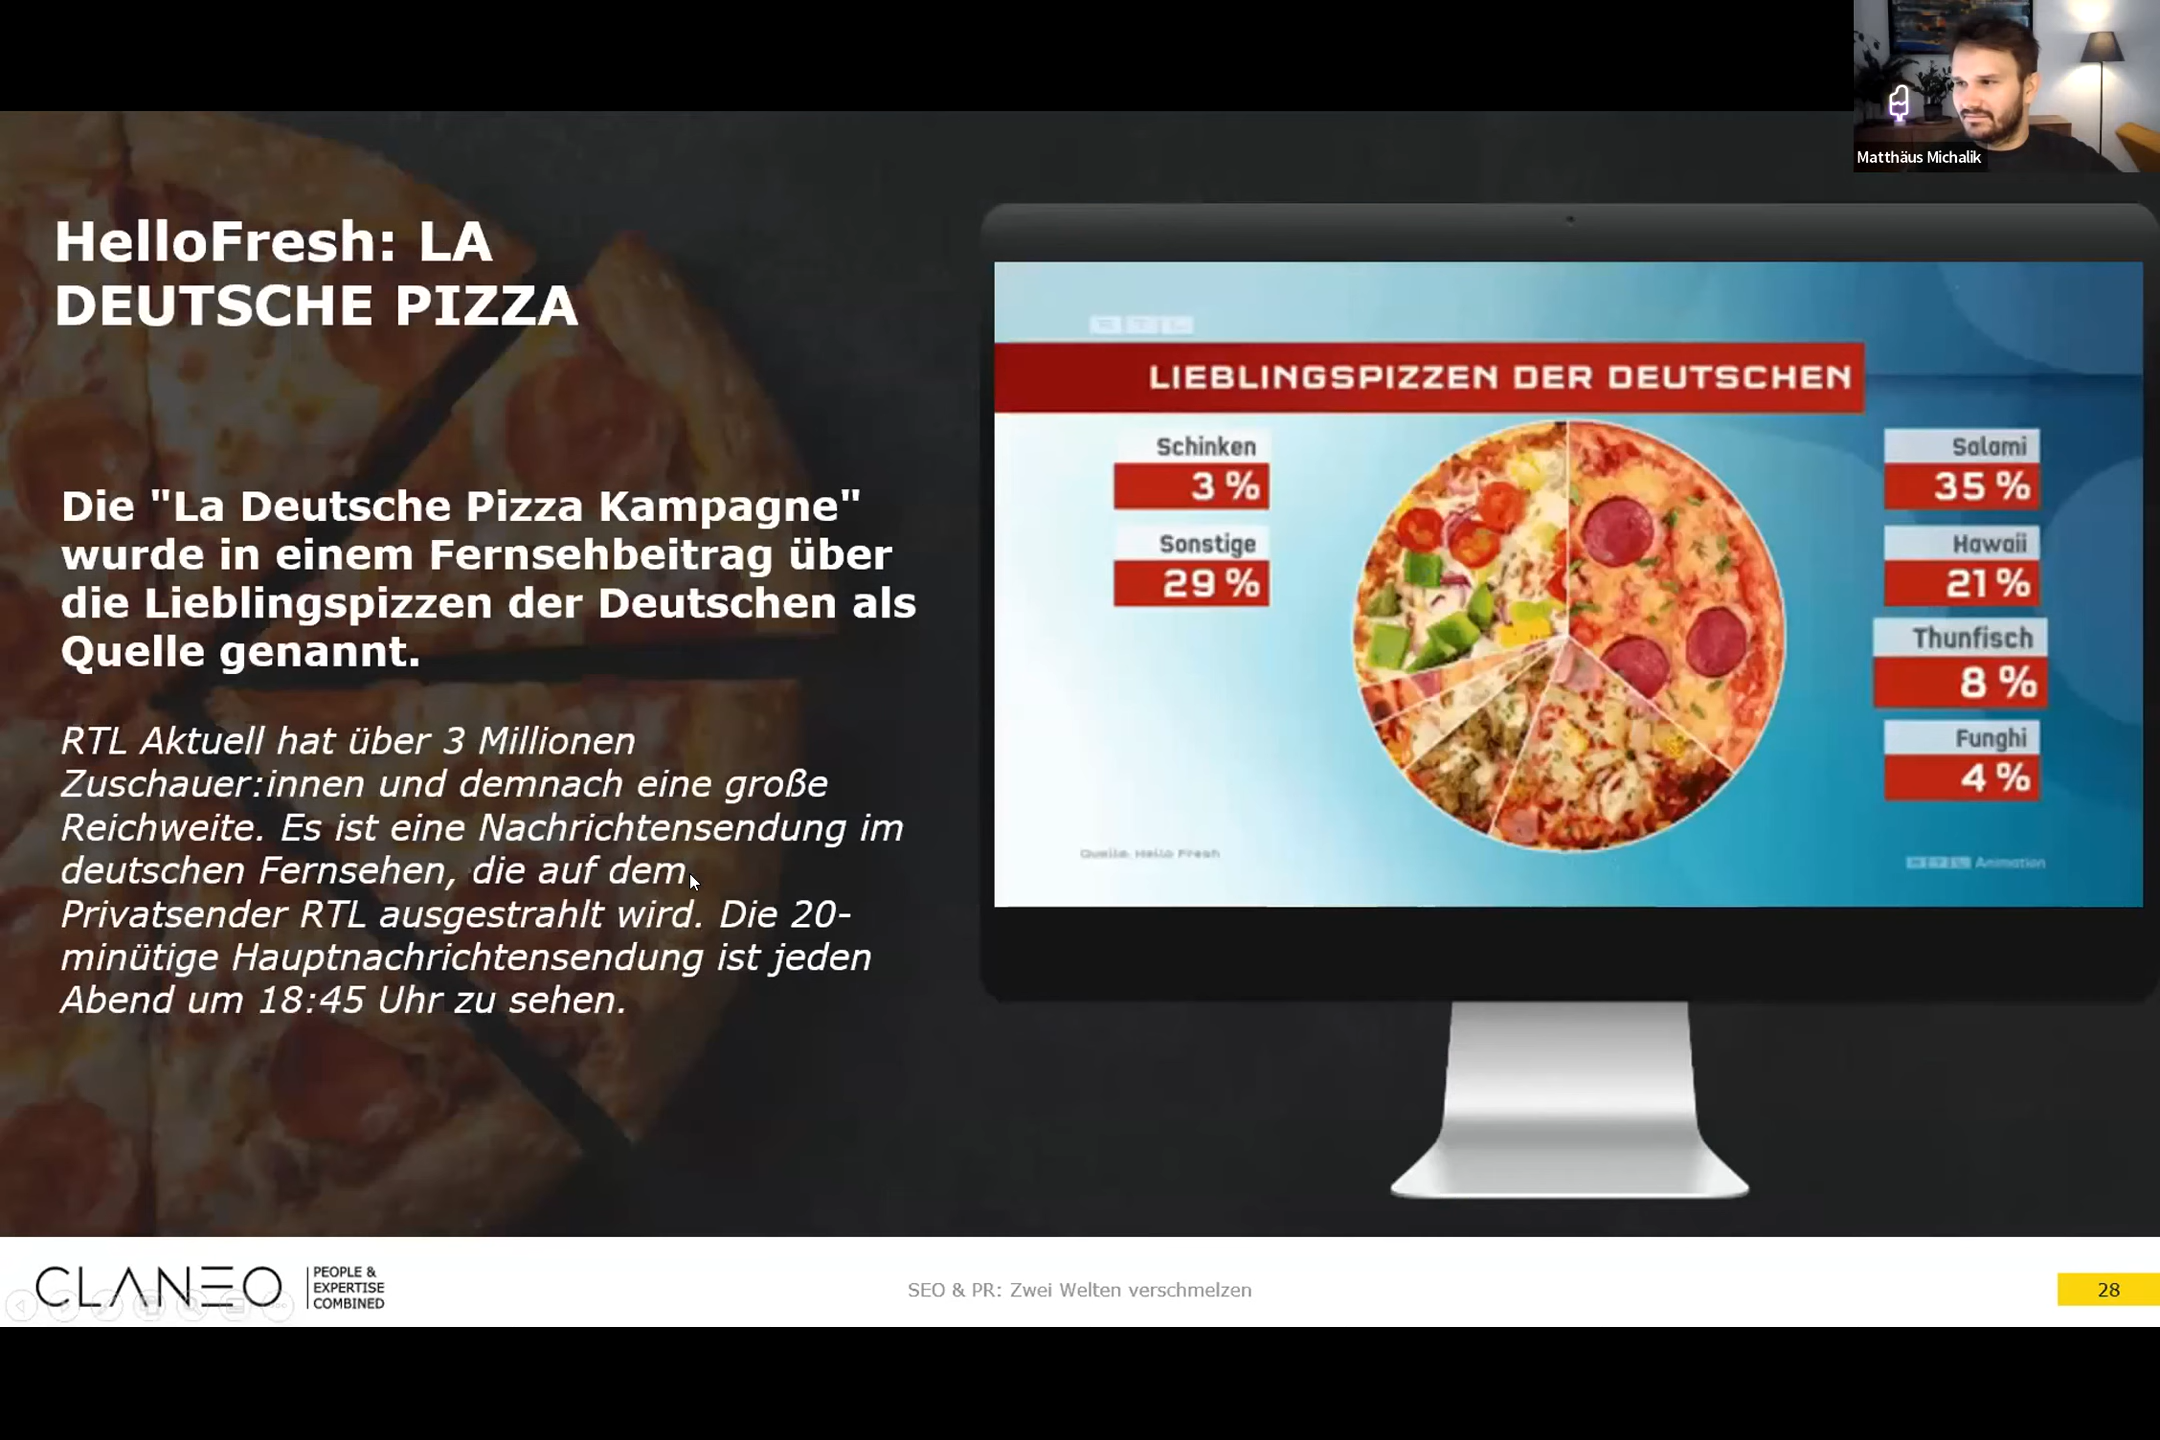 Matthäus Michalik
HelloFresh: LA
DEUTSCHE PIZZA
Die "La Deutsche Pizza Kampagne"
wurde in einem Fernsehbeitrag über
die Lieblingspizzen der Deutschen als
Quelle genannt.
RTL Aktuell hat über 3 Millionen
Zuschauer:innen und demnach eine große
Reichweite. Es ist eine Nachrichtensendung im
deutschen Fernsehen, die auf dem
Privatsender RTL ausgestrahlt wird. Die 20-
minütige Hauptnachrichtensendung ist jeden
Abend um 18:45 Uhr zu sehen.
RTL
LIEBLINGSPIZZEN DER DEUTSCHEN
Schinken
3 %
Sonstige
29 %
Salami
35 %
Hawaii
21 %
Thunfisch
8 %
Funghi
4 %
Quelle: Hello Fresh
RTL Animation
CLANEO
PEOPLE &
EXPERTISE
COMBINED
SEO & PR: Zwei Welten verschmelzen
28